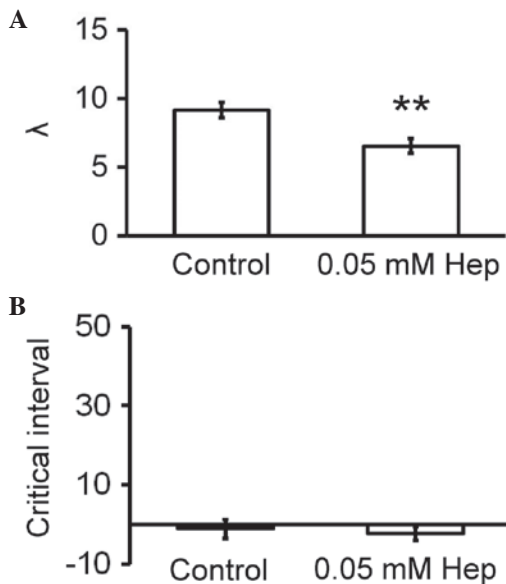 A
15
10
5
0
λ
**
Control 0.05 mM Hep
B
50
30
10
-10
Critical interval
Control 0.05 mM Hep